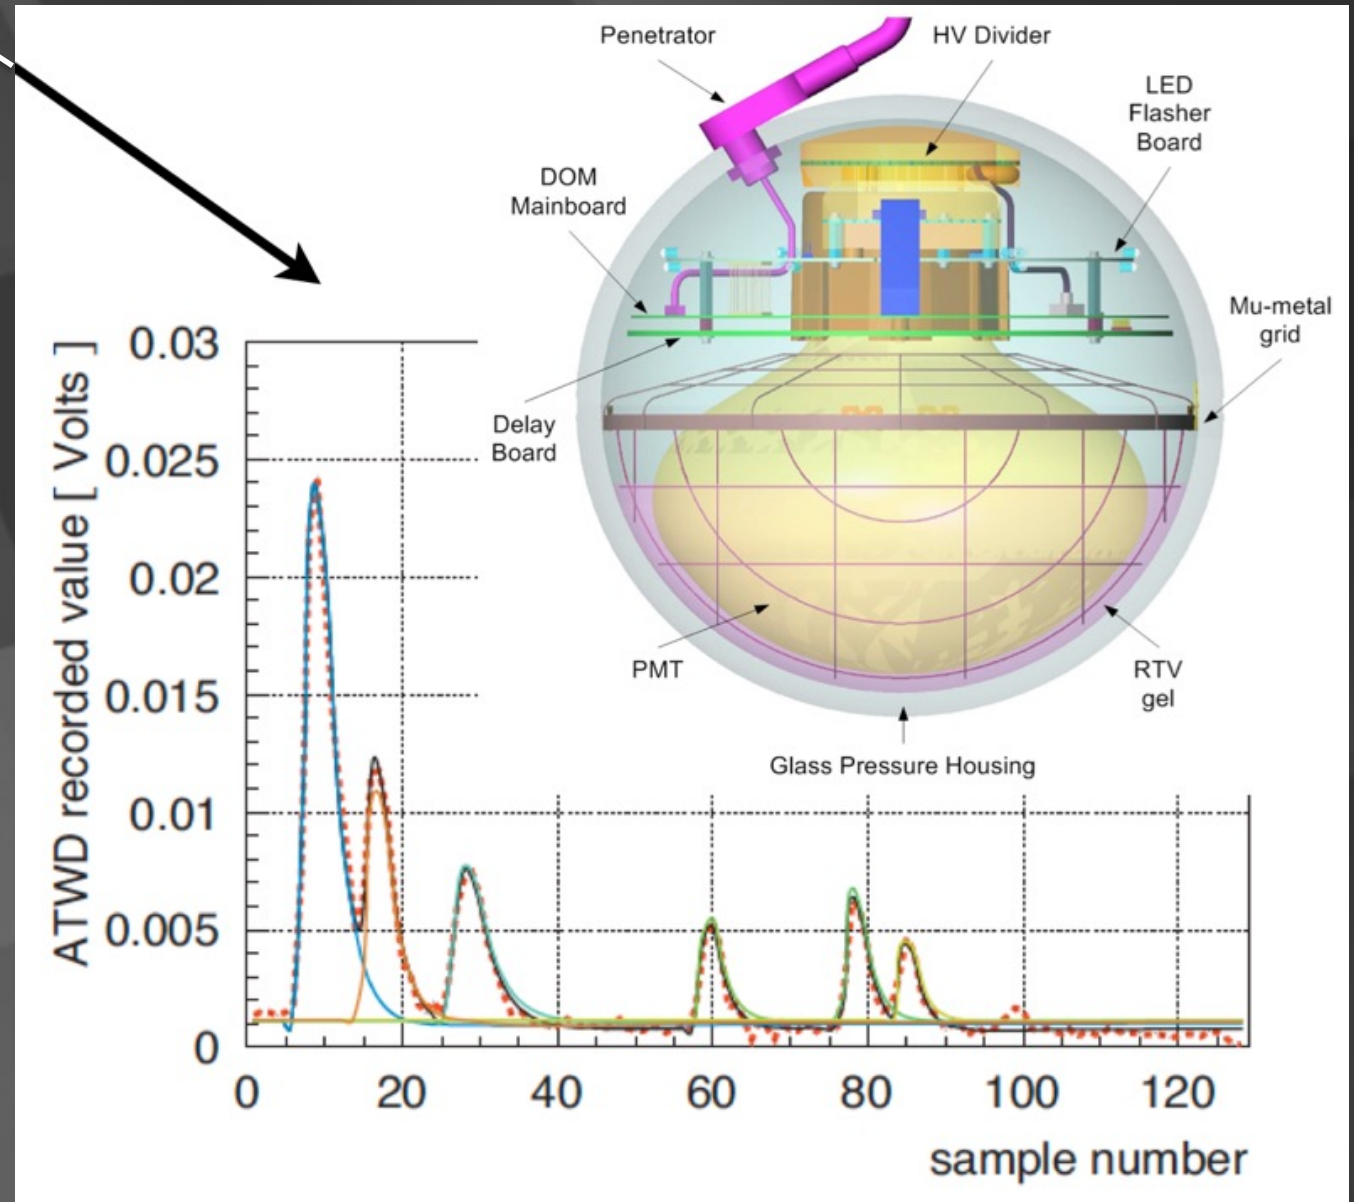 Penetrator
HV Divider
LED
Flasher
Board
DOM
Mainboard
Mu-metal
grid
Delay
Board
PMT
RTV
gel
Glass Pressure Housing
ATWD recorded value [ Volts ]
0.03
0.025
0.02
0.015
0.01
0.005
0
0 20 40 60 80 100 120
sample number